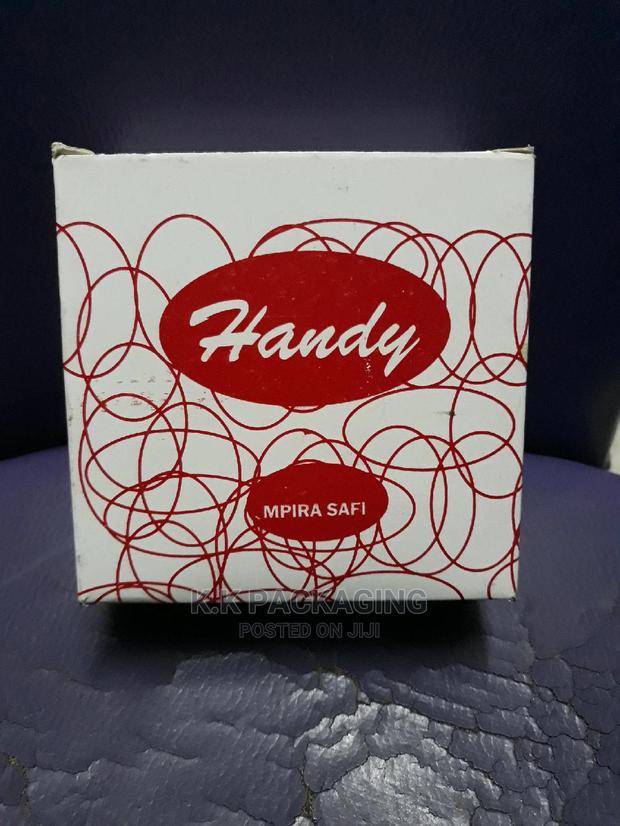 Handy
MPIRA SAFI
K.K PACKAGING
POSTED ON JIJI